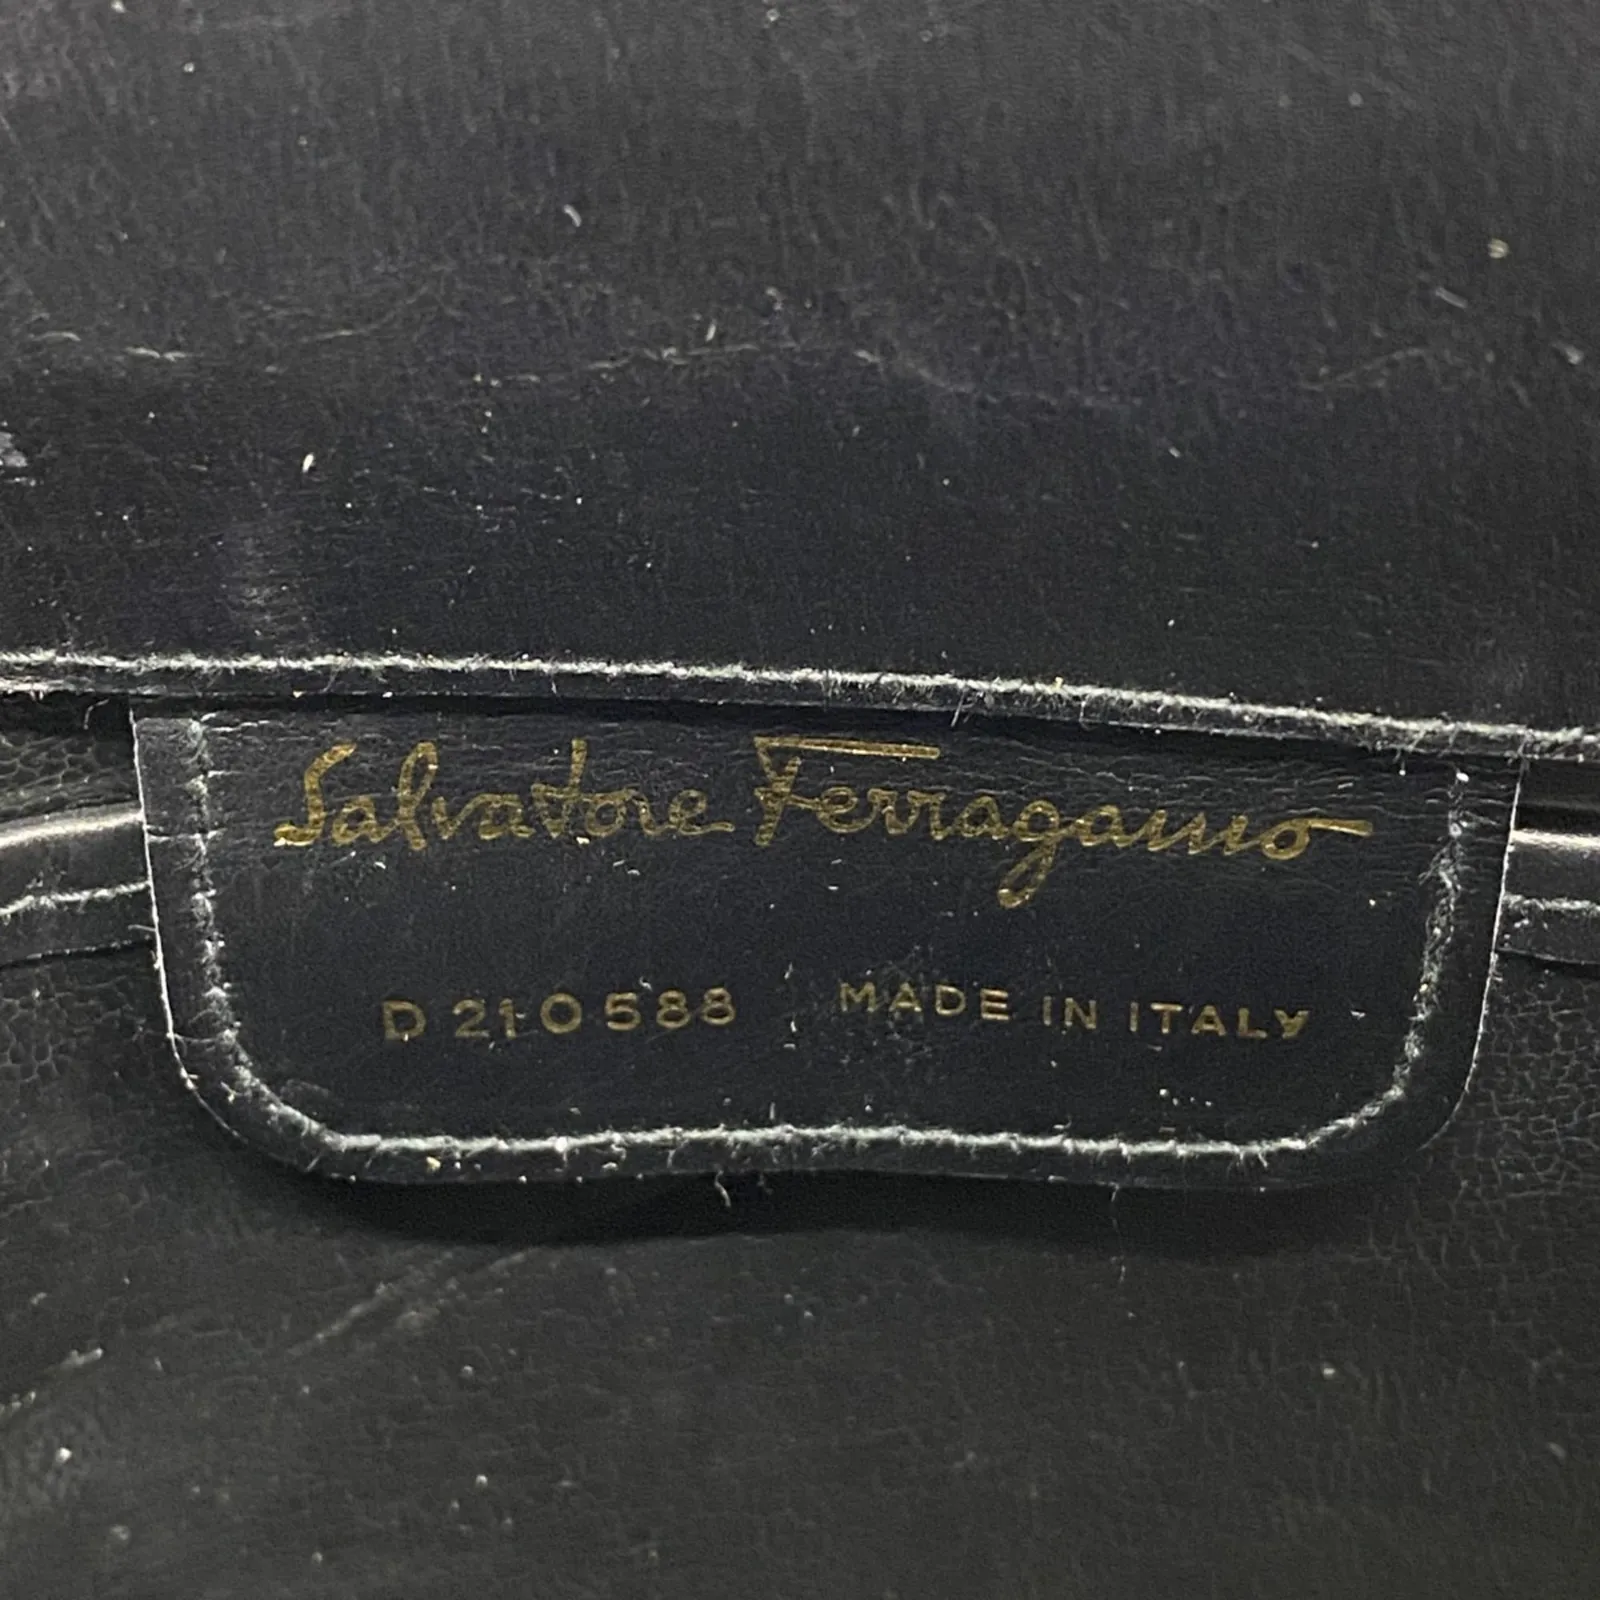 Salvatore Ferragamo
D 21 0588 MADE IN ITALY